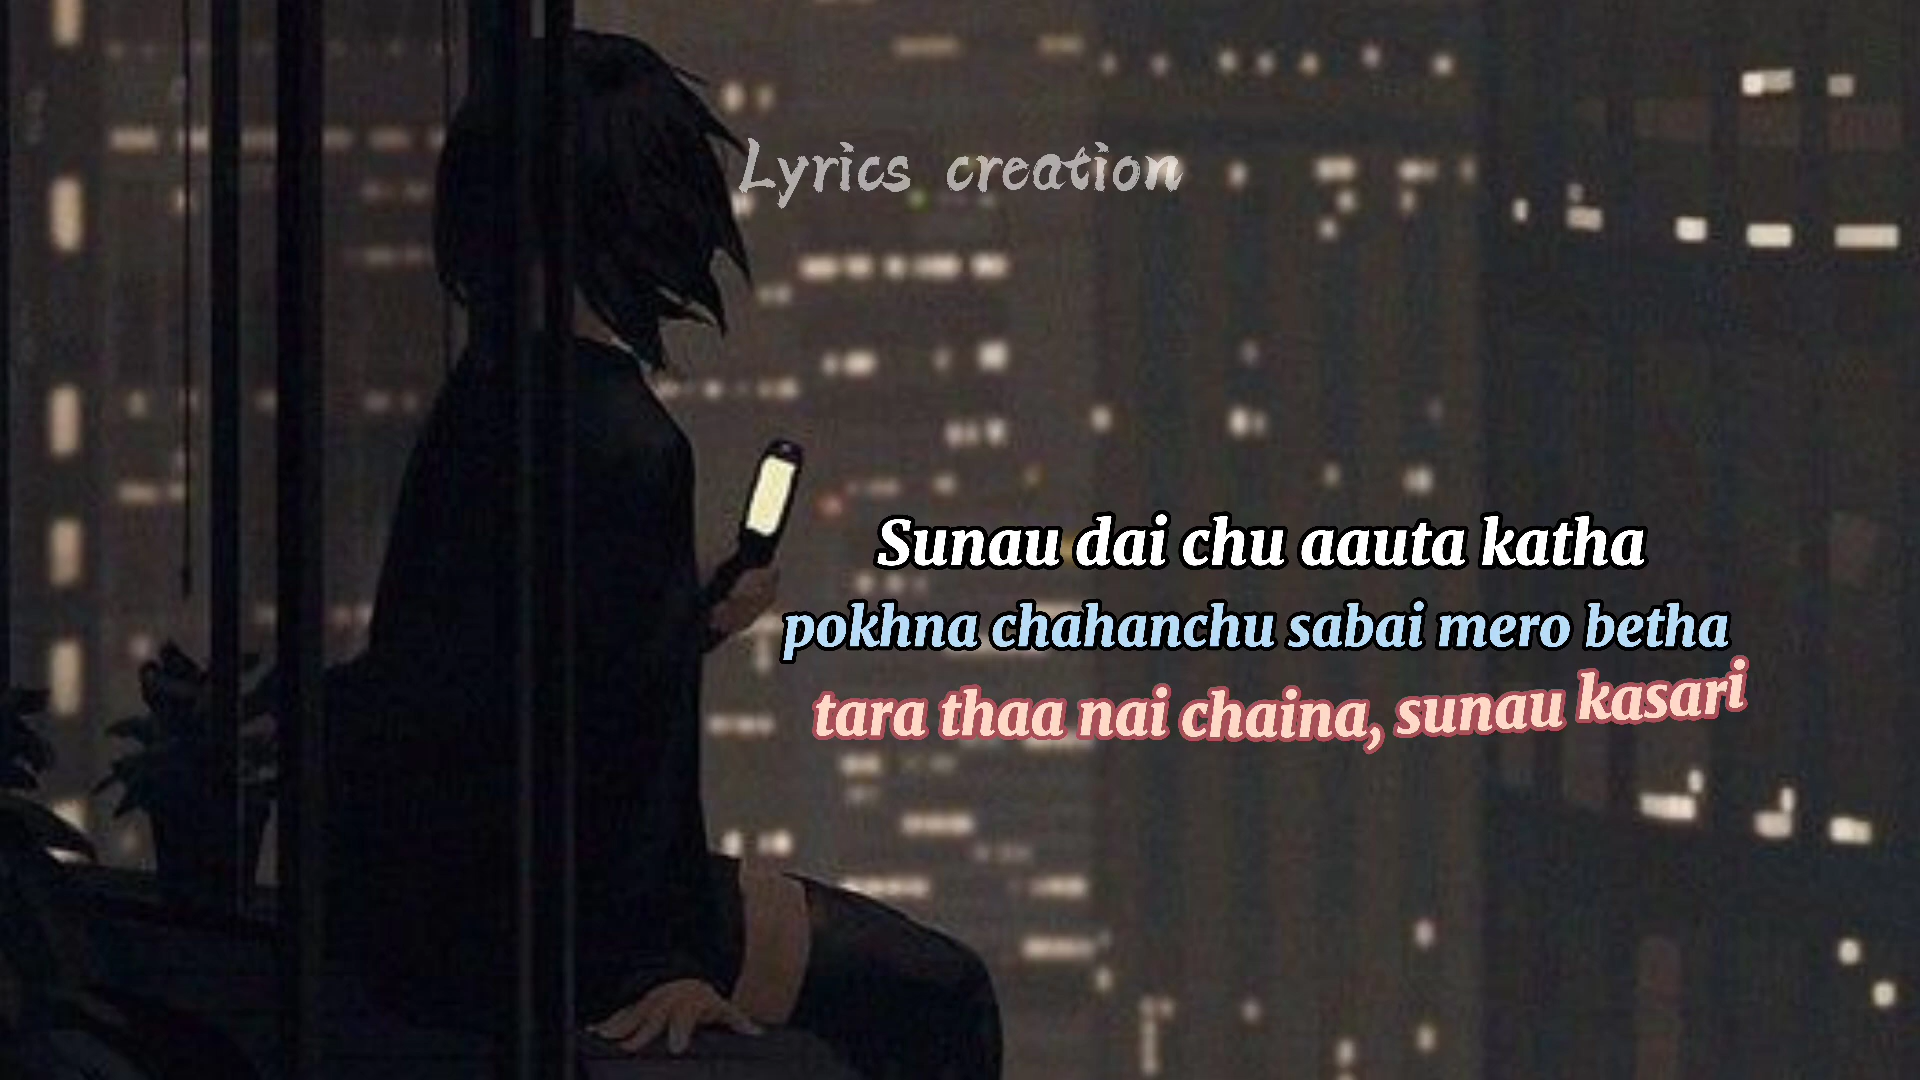 Lyrics creation
Sunau dai chu aauta katha
pokhna chahanchu sabai mero betha
tara thaa nai chaina, sunau kasari